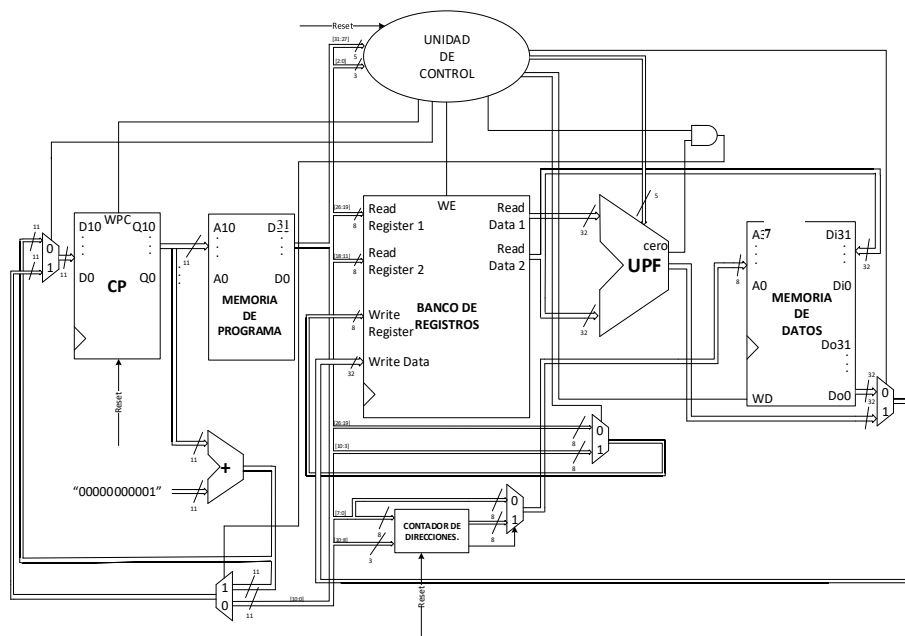 Reset
UNIDAD
DE
CONTROL
[31:27]
5
[2:0]
3
11
11
0
1
11
D10
WPC
Q10
D0
Q0
CP
Reset
11
A10
D31
A0
D0
MEMORIA
DE
PROGRAMA
[26:19]
8
[18:11]
8
8
32
WE
Read
Register 1
Read
Register 2
Write
Register
Write Data
Read
Data 1
Read
Data 2
BANCO DE
REGISTROS
32
32
5
cero
UPF
8
A37
A0
Di31
Di0
32
MEMORIA
DE
DATOS
Do31
WD
Do0
32
32
0
1
[26:19]
8
[10:3]
8
0
1
11
+
"00000000001"
11
[7:0]
8
8
8
0
1
[10:8]
3
CONTADOR DE
DIRECCIONES.
Reset
1
0
11
11
[10:0]